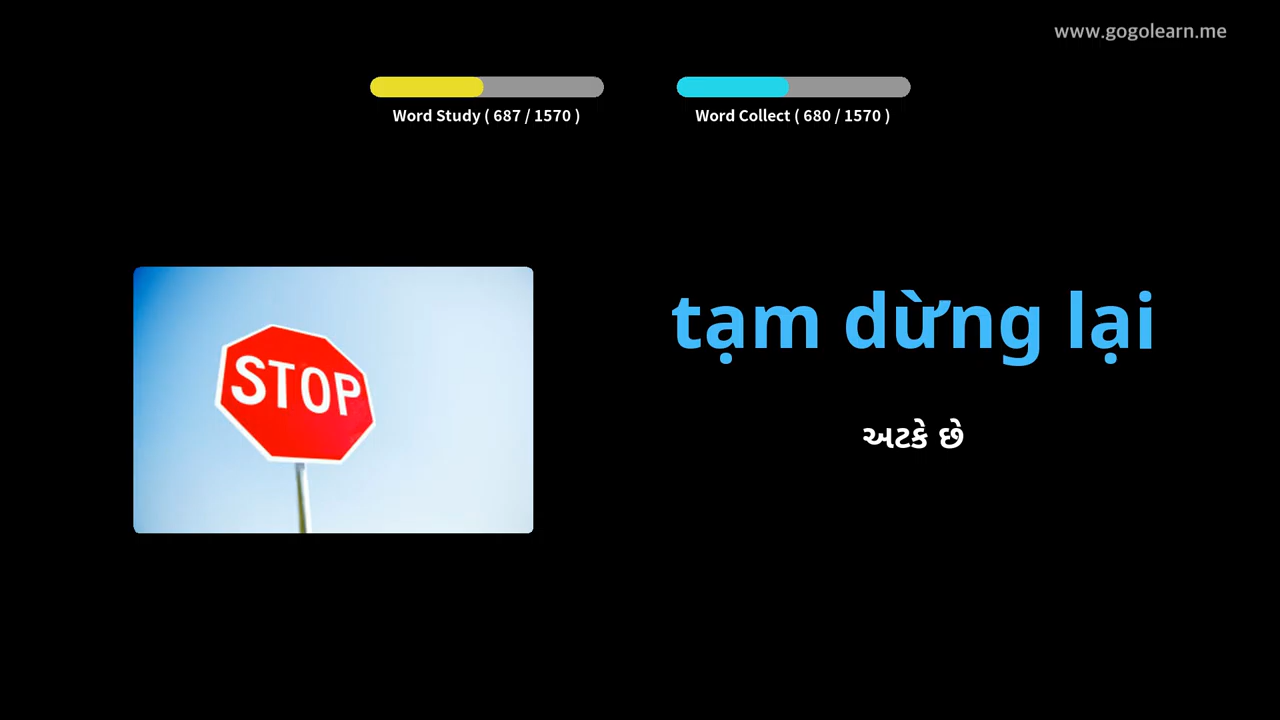 www.gogolearn.me
Word Study ( 687 / 1570 )
Word Collect ( 680 / 1570 )
STOP
tạm dừng lại
અટકે છે